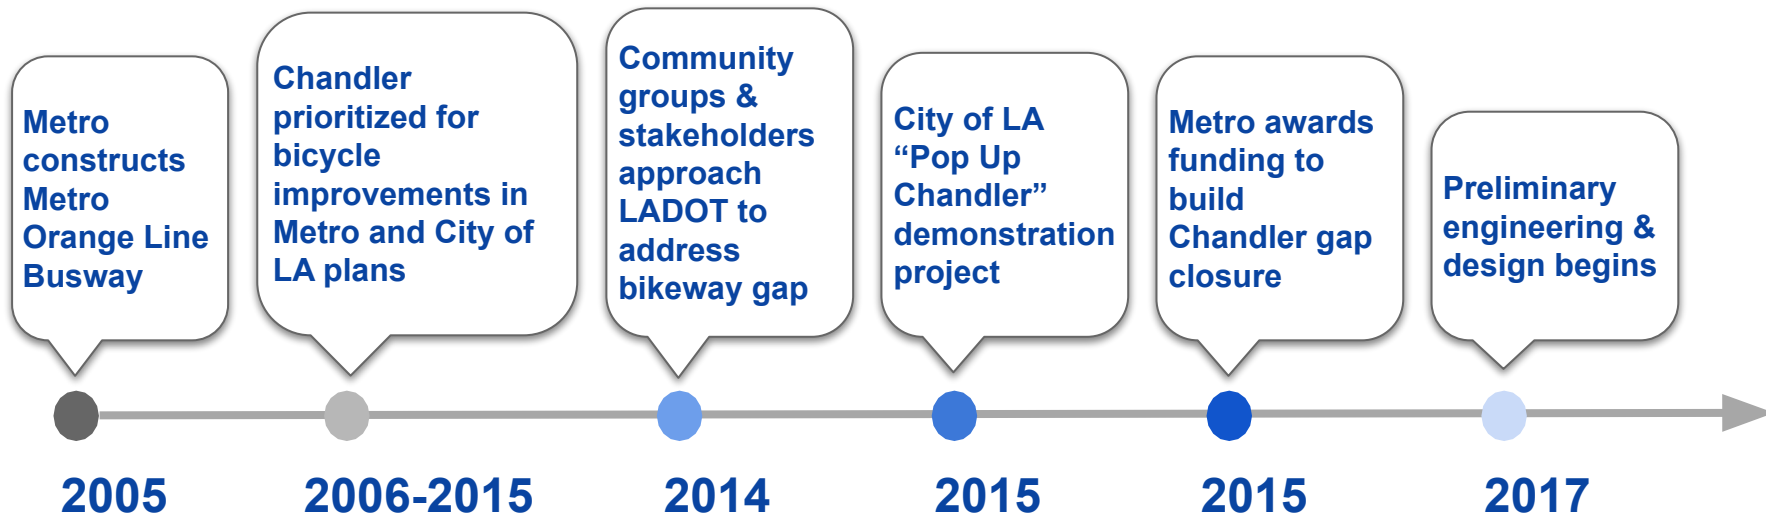 Metro
constructs
Metro
Orange Line
Busway
Chandler
prioritized for
bicycle
improvements in
Metro and City of
LA plans
Community
groups &
stakeholders
approach
LADOT to
address
bikeway gap
City of LA
“Pop Up
Chandler”
demonstration
project
Metro awards
funding to
build
Chandler gap
closure
Preliminary
engineering &
design begins
2005
2006-2015
2014
2015
2015
2017